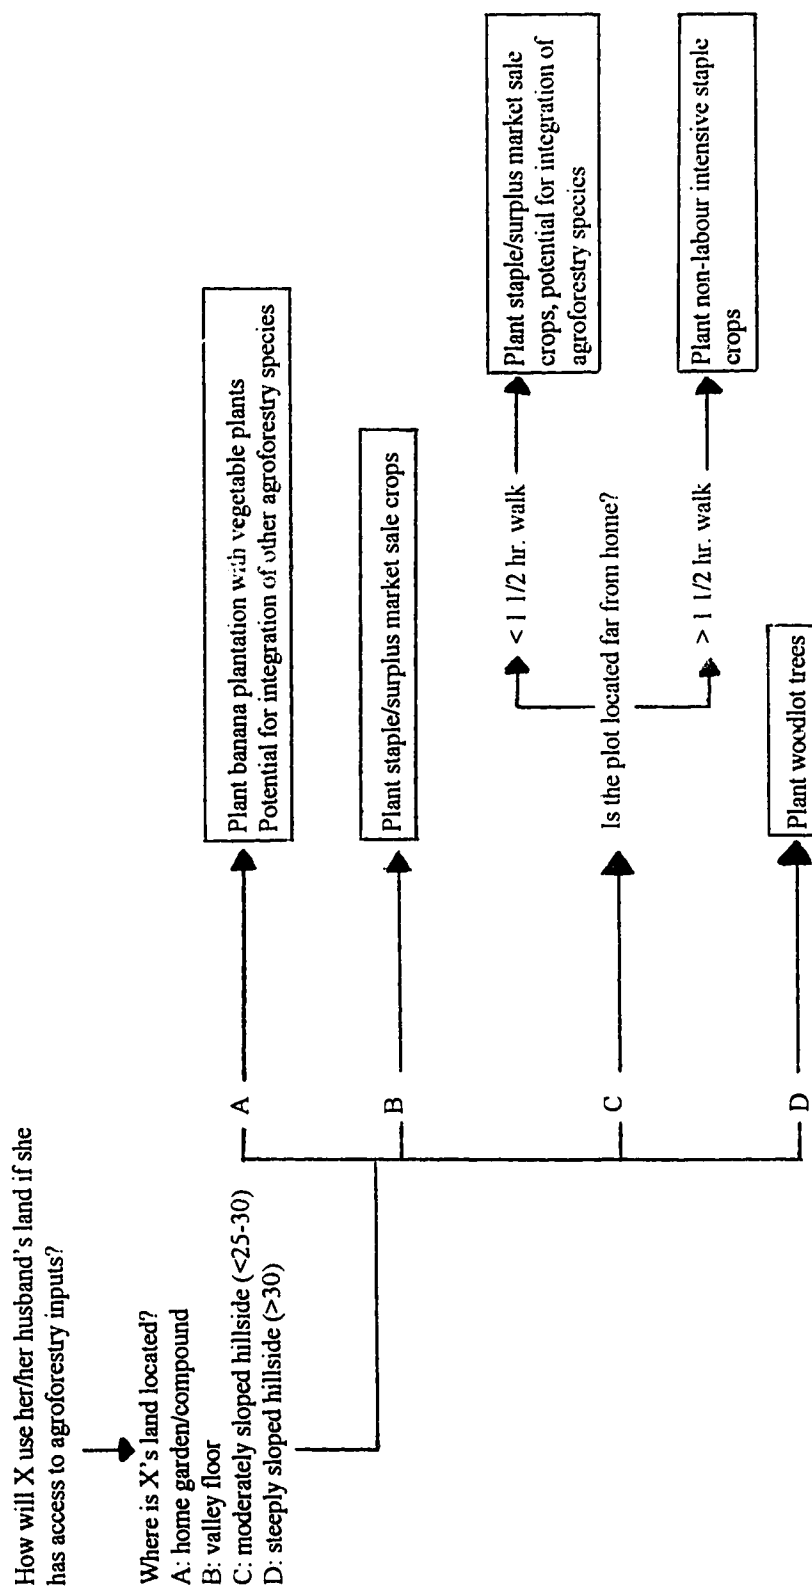 How will X use her/her husband's land if she
has access to agroforestry inputs?
Where is X's land located?
A: home garden/compound
B: valley floor
C: moderately sloped hillside (<25-30)
D: steeply sloped hillside (>30)
A
Plant banana plantation with vegetable plants
Potential for integration of other agroforestry species
B
Plant staple/surplus market sale crops
C
Is the plot located far from home?
< 1 1/2 hr. walk
Plant staple/surplus market sale
crops, potential for integration of
agroforestry species
> 1 1/2 hr. walk
Plant non-labour intensive staple
crops
D
Plant woodlot trees